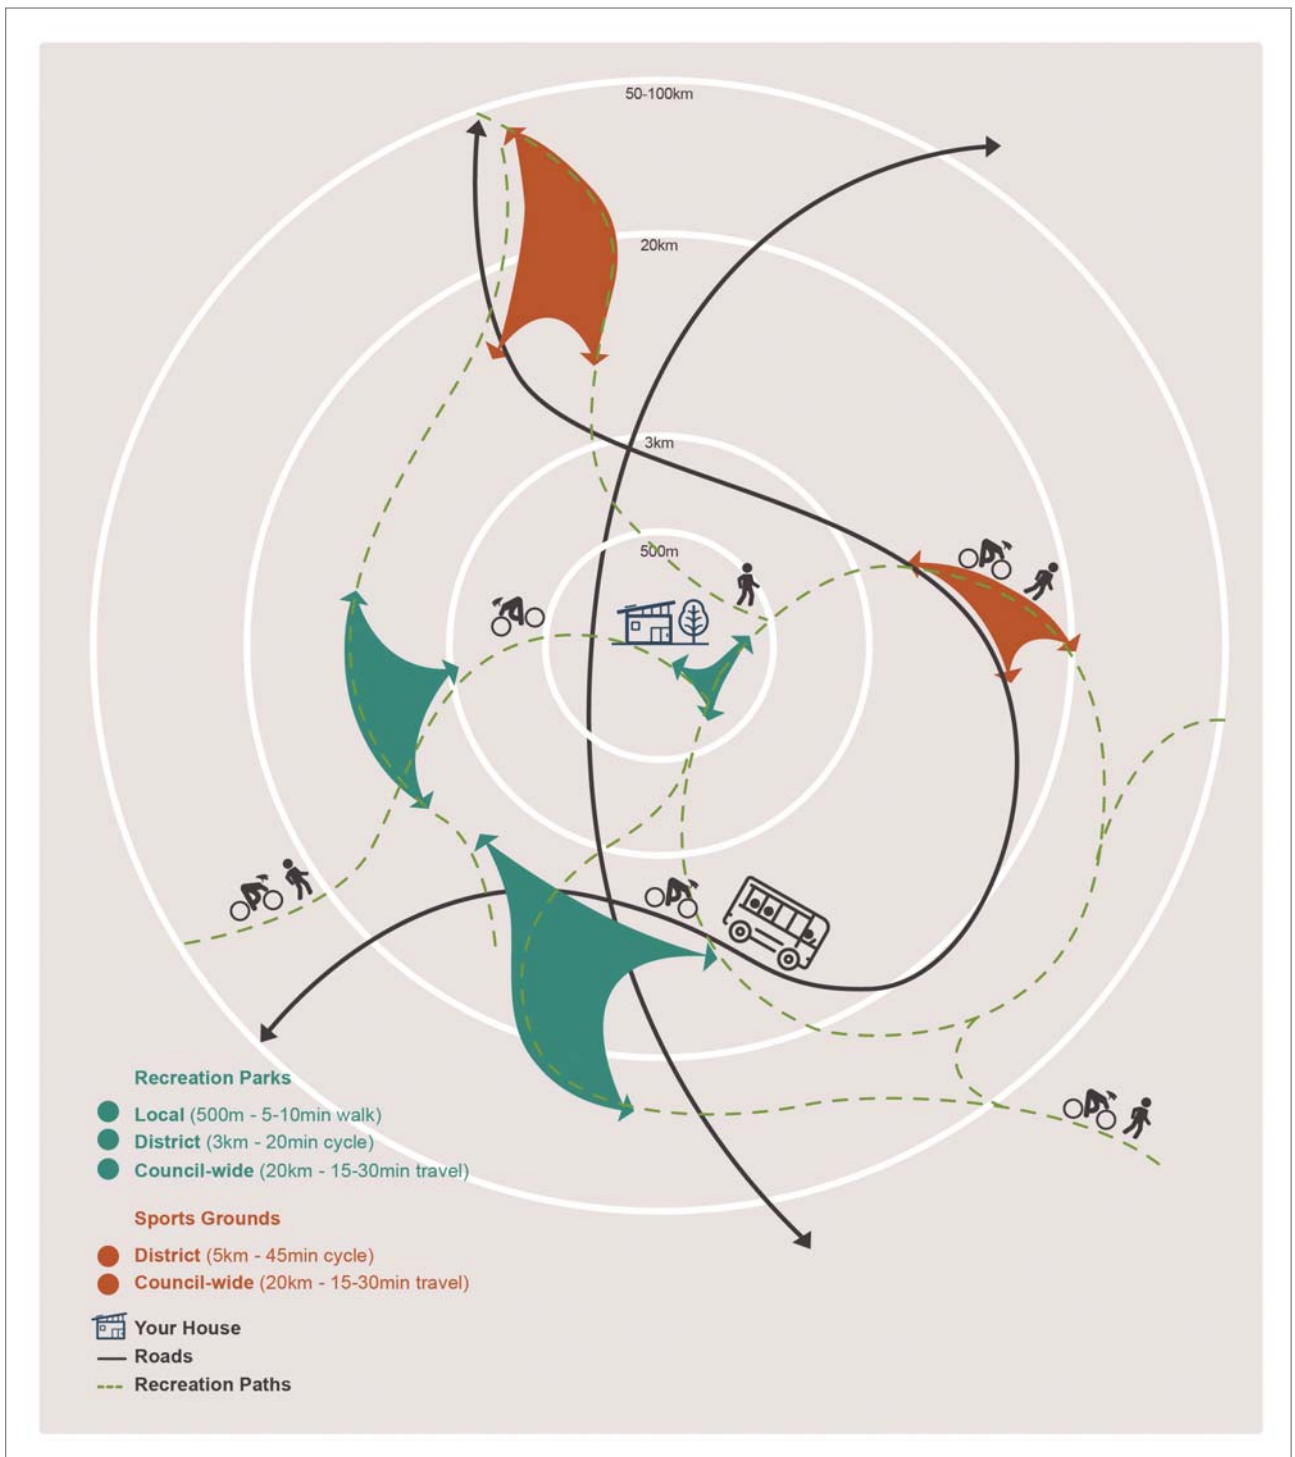 50-100km
20km
3km
500m
Recreation Parks
Local (500m - 5-10min walk)
District (3km - 20min cycle)
Council-wide (20km - 15-30min travel)
Sports Grounds
District (5km - 45min cycle)
Council-wide (20km - 15-30min travel)
Your House
Roads
Recreation Paths